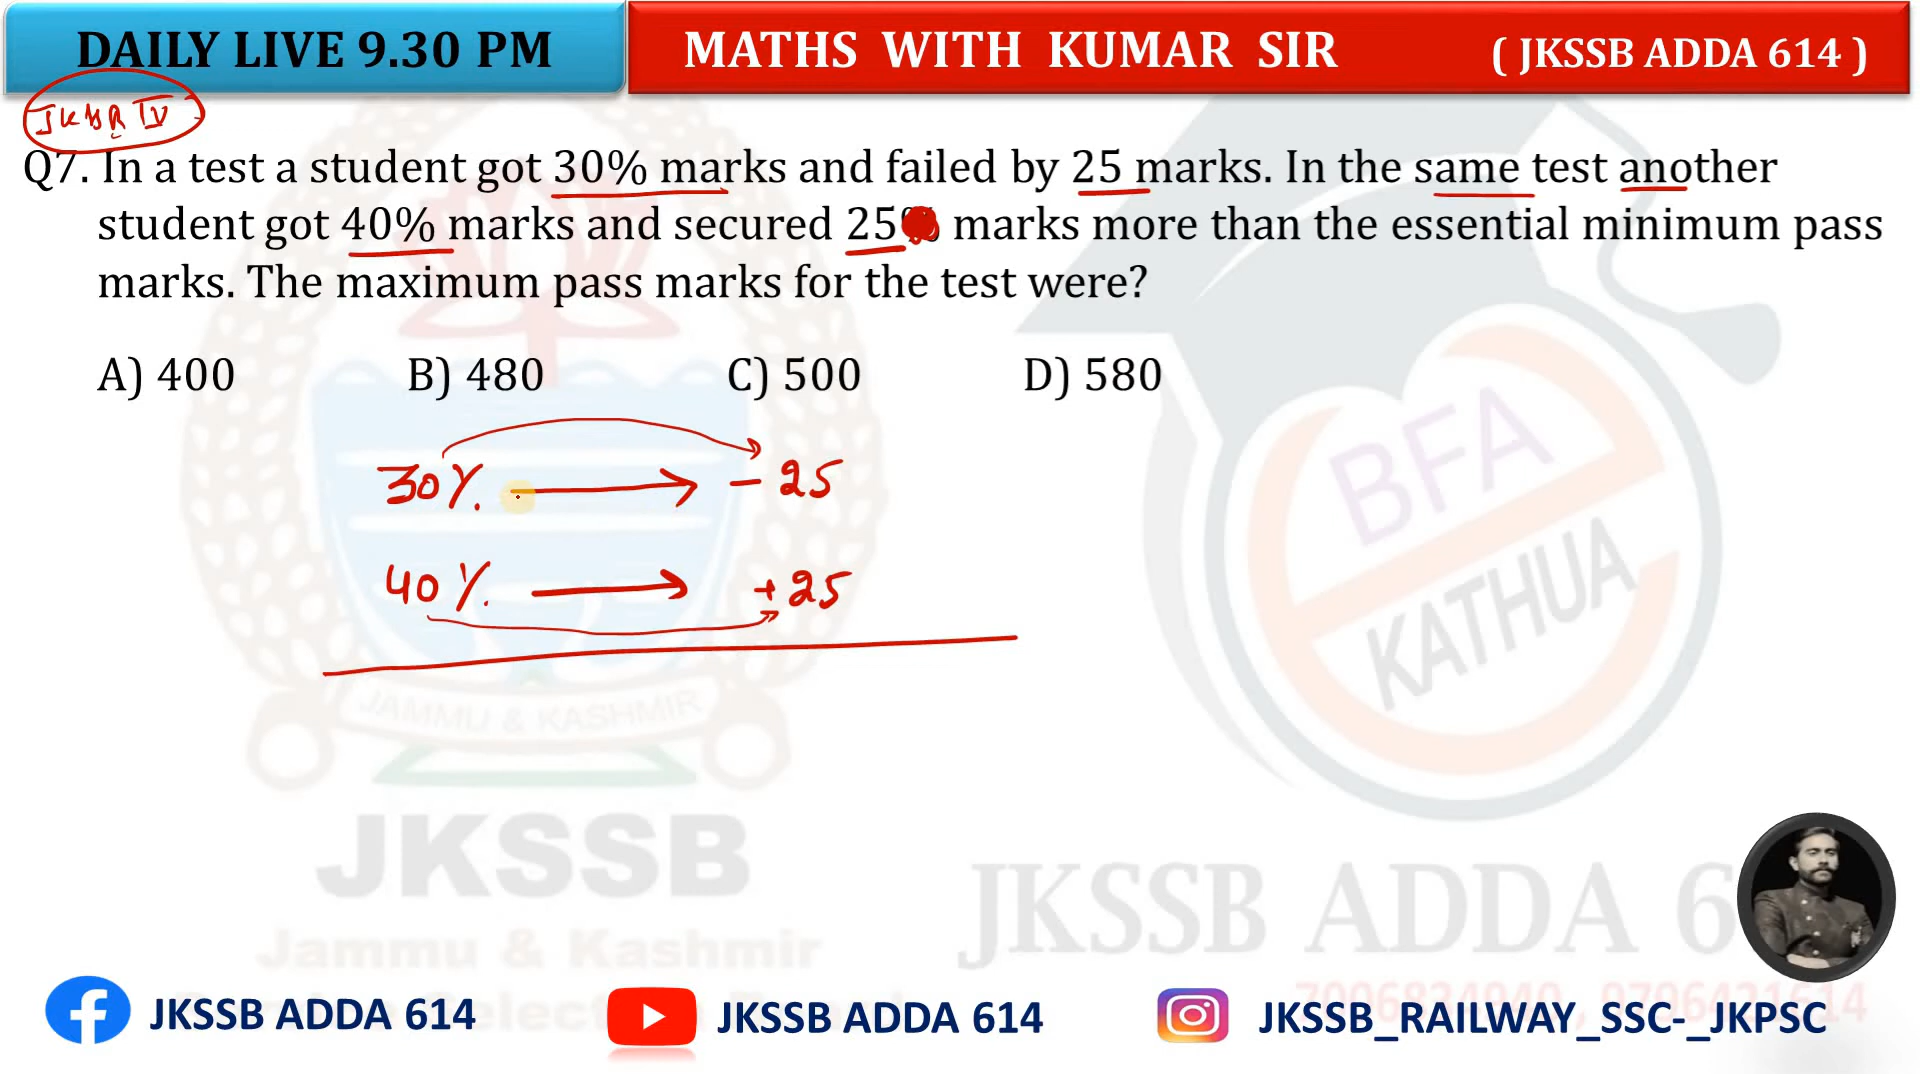 DAILY LIVE 9.30 PM
MATHS WITH KUMAR SIR ( JKSSB ADDA 614 )
Q7. In a test a student got 30% marks and failed by 25 marks. In the same test another
student got 40% marks and secured 25 marks more than the essential minimum pass
marks. The maximum pass marks for the test were?
A) 400 B) 480 C) 500 D) 580
30% → - 25
40% → + 25
BFA
KATHUA
JAMMU & KASHMIR
JKSSB
JKSSB ADDA 6
Jammu & Kashmir
JKSSB ADDA 614 JKSSB ADDA 614 JKSSB_RAILWAY_SSC-_JKPSC